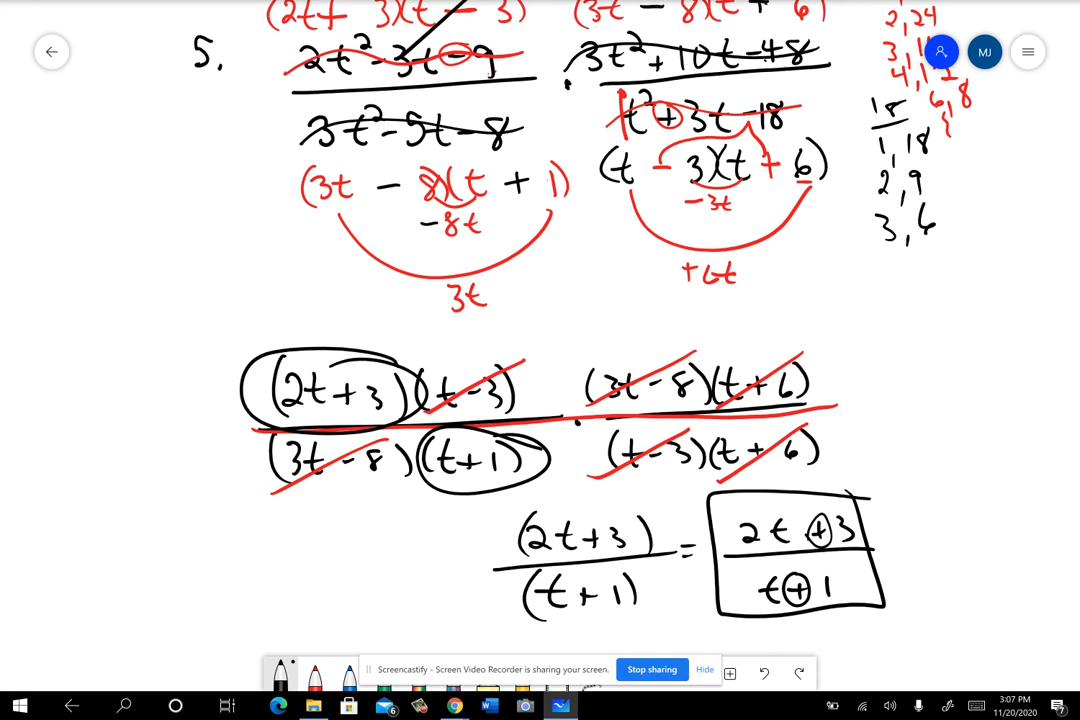 (2t + 3)(t - 3) (3t - 8)(t + 6)
2, 24
5. 2t² - 3t - 9 · 3t² + 10t - 48
3t² - 5t - 8 t² + 3t - 18
MJ
6, 8
18
1, 18
2, 9
3, 6
(3t - 8)(t + 1) (t - 3)(t + 6)
-8t -3t
3t +6t
(2t + 3)(t - 3) · (3t - 8)(t + 6)
(3t - 8)(t + 1) (t - 3)(t + 6)
(2t + 3) = 2t + 3
(t + 1) t + 1
Screencastify - Screen Video Recorder is sharing your screen. Stop sharing Hide
6
3:07 PM
11/20/2020
7